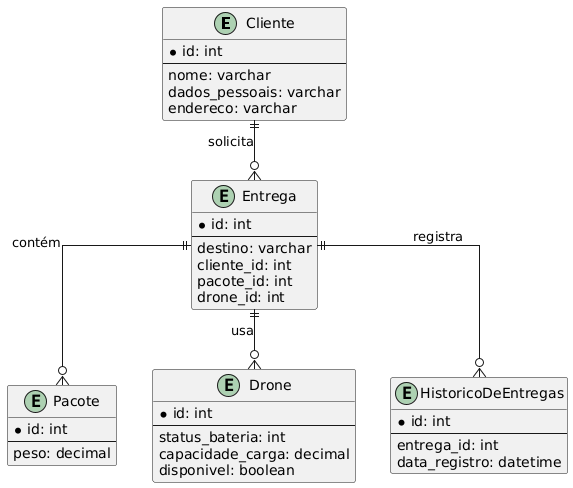 E Cliente
* id: int
nome: varchar
dados_pessoais: varchar
endereco: varchar
solicita
E Entrega
* id: int
destino: varchar
cliente_id: int
pacote_id: int
drone_id: int
contém
registra
usa
E Pacote
* id: int
peso: decimal
E Drone
* id: int
status_bateria: int
capacidade_carga: decimal
disponivel: boolean
E HistoricoDeEntregas
* id: int
entrega_id: int
data_registro: datetime